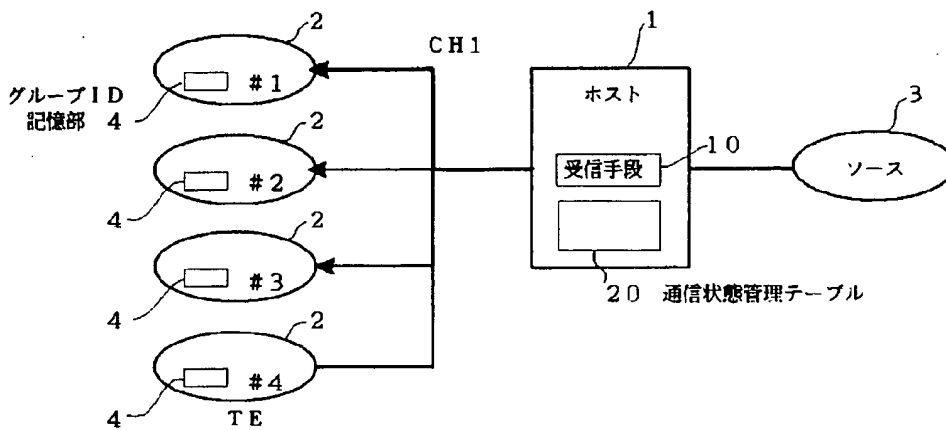 2
CH1
1
#1
ホスト
3
グループID
記憶部 4
2
10
受信手段
ソース
#2
4
2
#3
20 通信状態管理テーブル
4
2
#4
4
TE